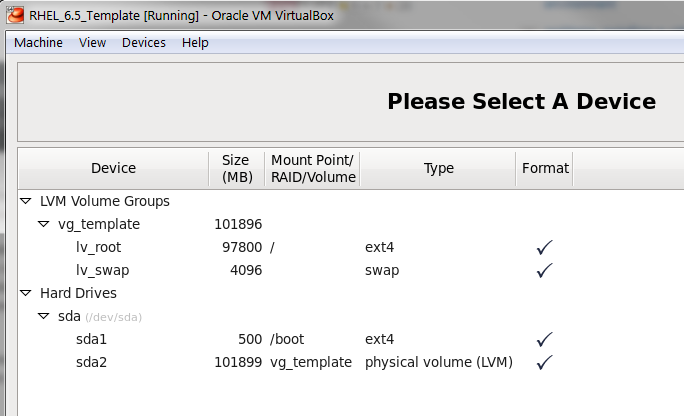 RHEL_6.5_Template [Running] - Oracle VM VirtualBox
Machine View Devices Help
Please Select A Device
Device Size (MB) Mount Point/ RAID/Volume Type Format
LVM Volume Groups
vg_template 101896
lv_root 97800 / ext4
lv_swap 4096 swap
Hard Drives
sda (/dev/sda)
sda1 500 /boot ext4
sda2 101899 vg_template physical volume (LVM)